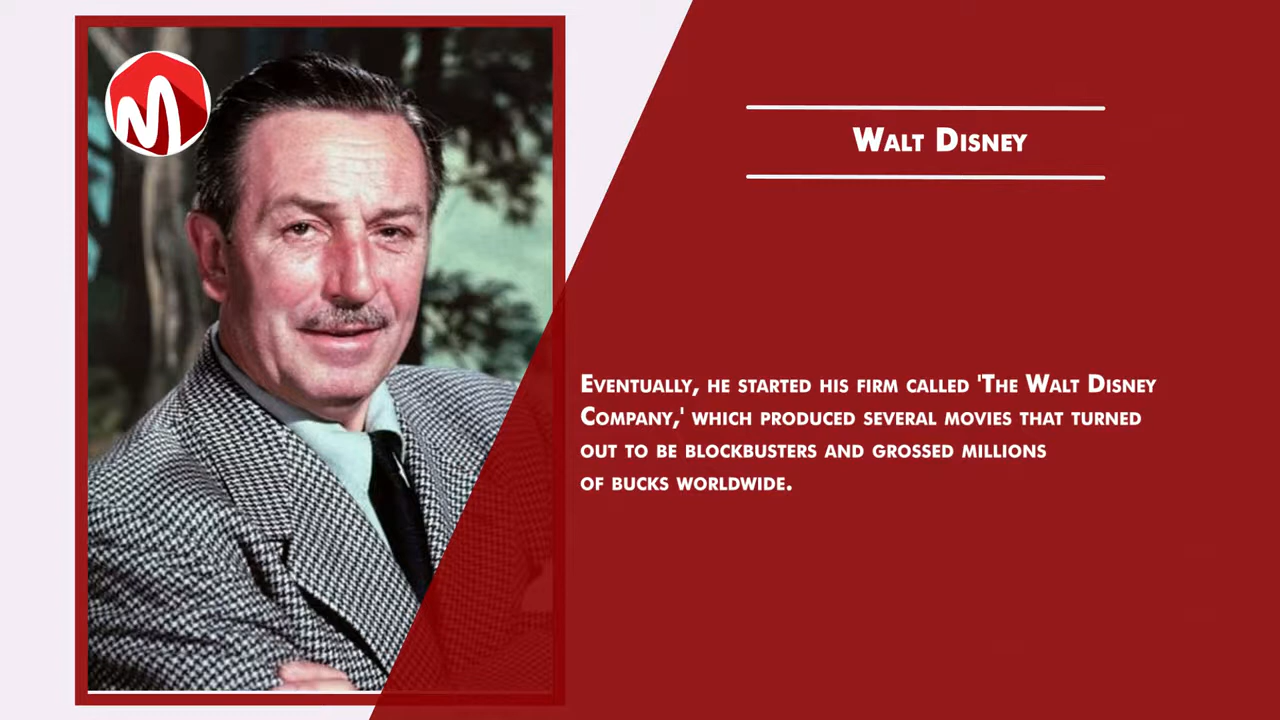 Walt Disney
Eventually, he started his firm called 'The Walt Disney
Company,' which produced several movies that turned
out to be blockbusters and grossed millions
of bucks worldwide.